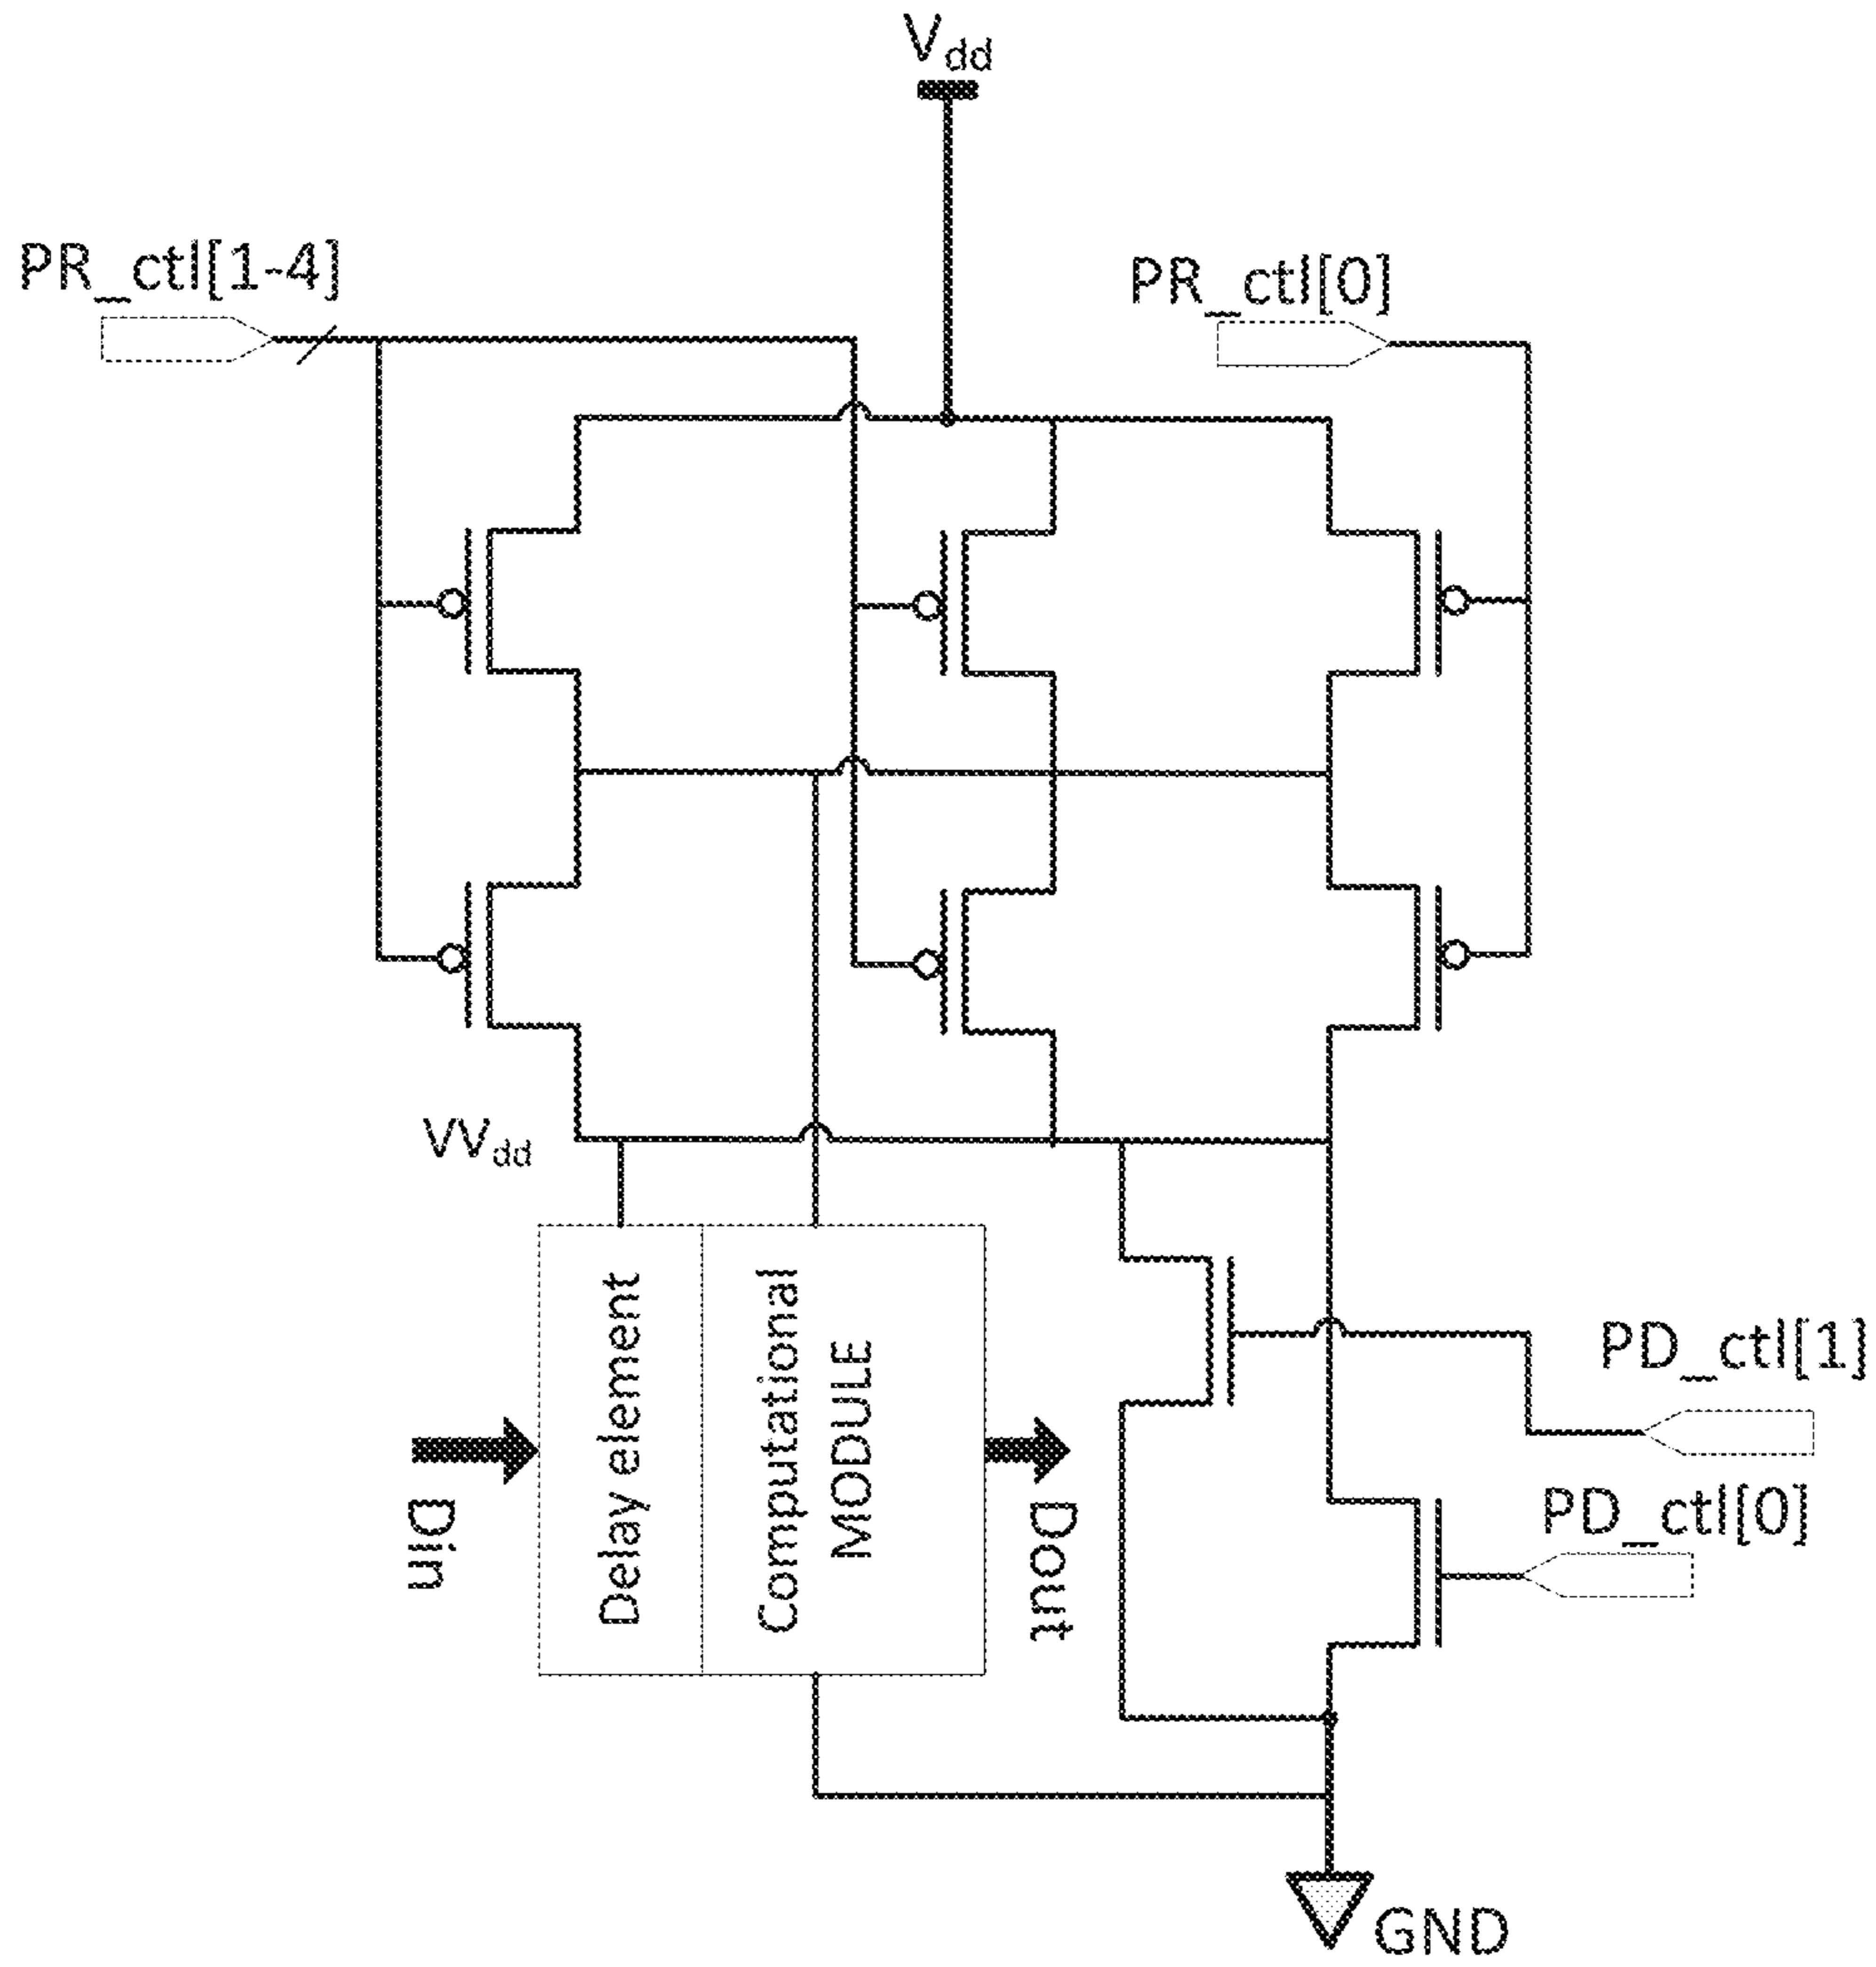 Vdd
PR_ctl[1-4]
PR_ctl[0]
VVdd
Delay element
Computational
MODULE
Din
Dout
PD_ctl[1]
PD_ctl[0]
GND